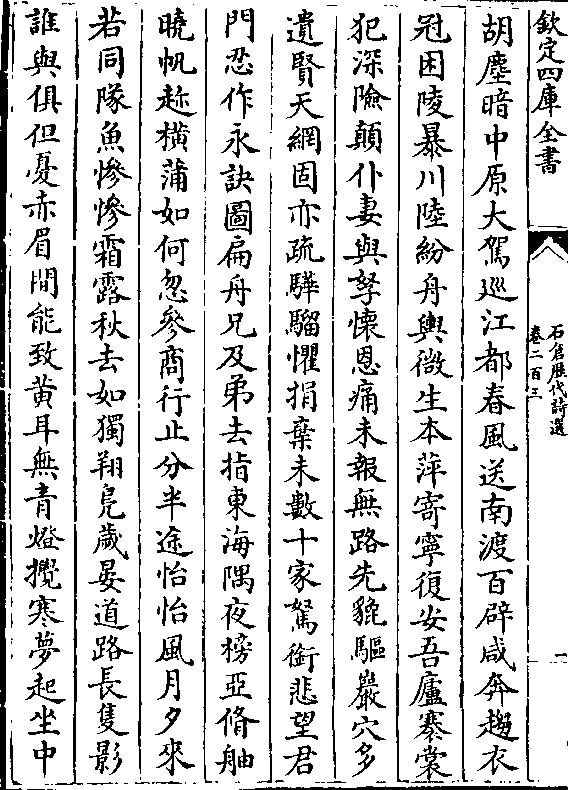 欽定四庫全書
石倉歷代詩選
卷二百三
一
胡塵暗中原大駕巡江都春風送南渡百辟咸奔趨衣
冠困陵暴川陸紛舟輿微生本萍寄寧復安吾廬褰裳
犯深險顛仆妻與孥懷恩痛未報無路先貔驅巖穴多
遺賢天網固亦疏驊騮懼捐棄未數十家駑銜悲望君
門忍作永訣圖扁舟兄及弟去指東海隅夜榜亞脩舳
曉帆趂橫蒲如何忽參商行止分半途怡怡風月夕來
若同隊魚慘慘霜露秋去如獨翔鳧歲晏道路長隻影
誰與俱但憂赤眉間能致黄耳無青燈攪寒夢起坐中